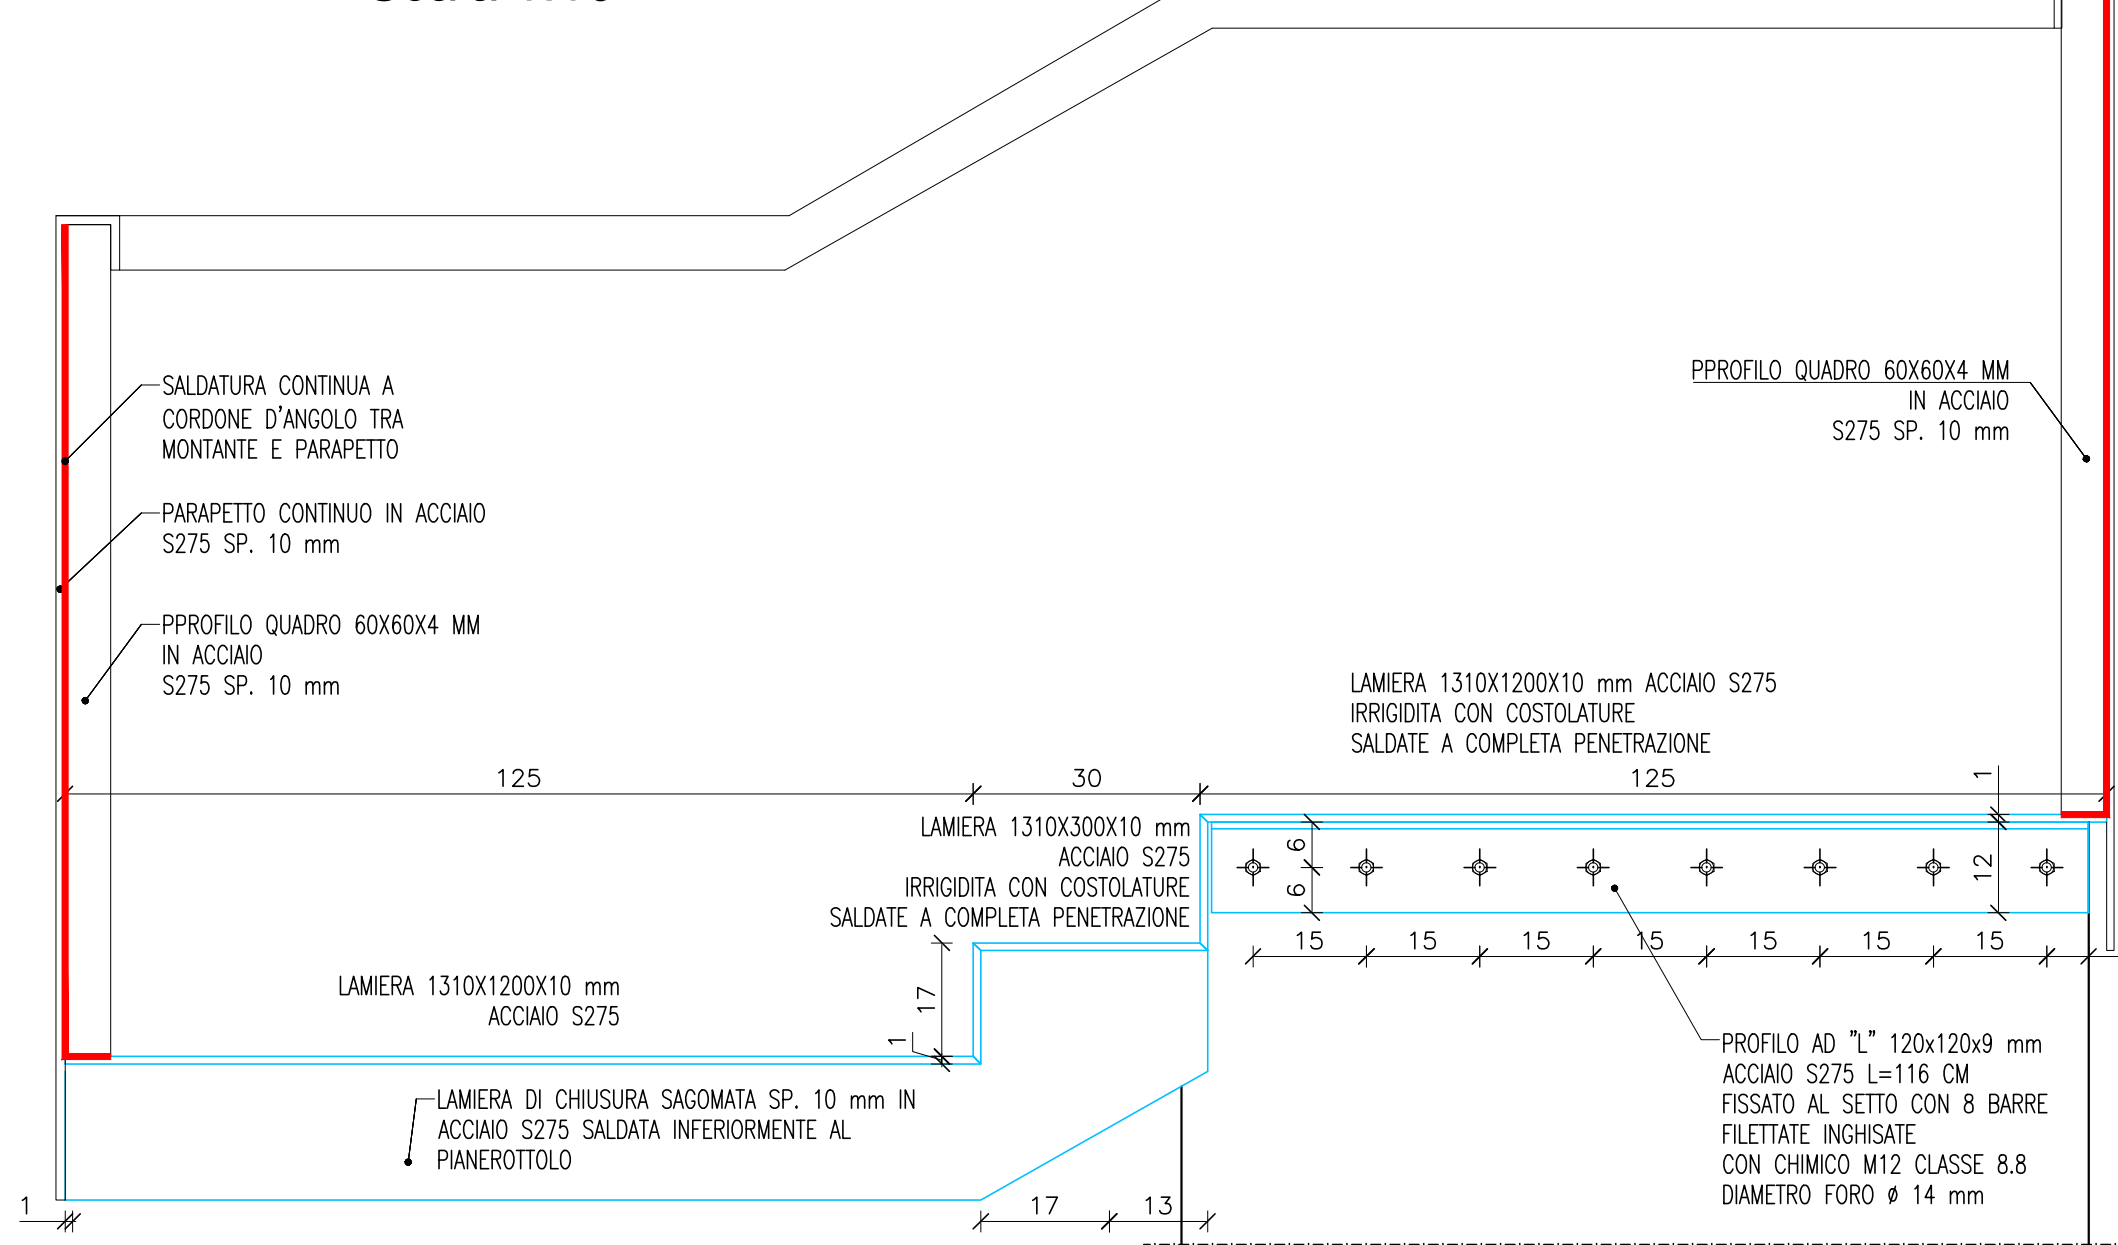 SALDATURA CONTINUA A
CORDONE D'ANGOLO TRA
MONTANTE E PARAPETTO
PPROFILO QUADRO 60X60X4 MM
IN ACCIAIO
S275 SP. 10 mm
PARAPETTO CONTINUO IN ACCIAIO
S275 SP. 10 mm
PPROFILO QUADRO 60X60X4 MM
IN ACCIAIO
S275 SP. 10 mm
LAMIERA 1310X1200X10 mm ACCIAIO S275
IRRIGIDITA CON COSTOLATURE
SALDATE A COMPLETA PENETRAZIONE
125
30
125
1
LAMIERA 1310X300X10 mm
ACCIAIO S275
IRRIGIDITA CON COSTOLATURE
SALDATE A COMPLETA PENETRAZIONE
6
6
12
15
15
15
15
15
15
15
LAMIERA 1310X1200X10 mm
ACCIAIO S275
17
1
PROFILO AD "L" 120x120x9 mm
ACCIAIO S275 L=116 CM
FISSATO AL SETTO CON 8 BARRE
FILETTATE INGHISATE
CON CHIMICO M12 CLASSE 8.8
DIAMETRO FORO ø 14 mm
LAMIERA DI CHIUSURA SAGOMATA SP. 10 mm IN
ACCIAIO S275 SALDATA INFERIORMENTE AL
PIANEROTTOLO
1
17
13